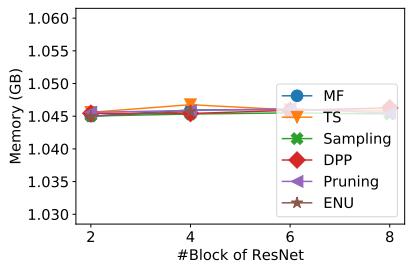 1.060
1.055
1.050
1.045
1.040
1.035
1.030
Memory (GB)
MF
TS
Sampling
DPP
Pruning
ENU
2
4
6
8
#Block of ResNet